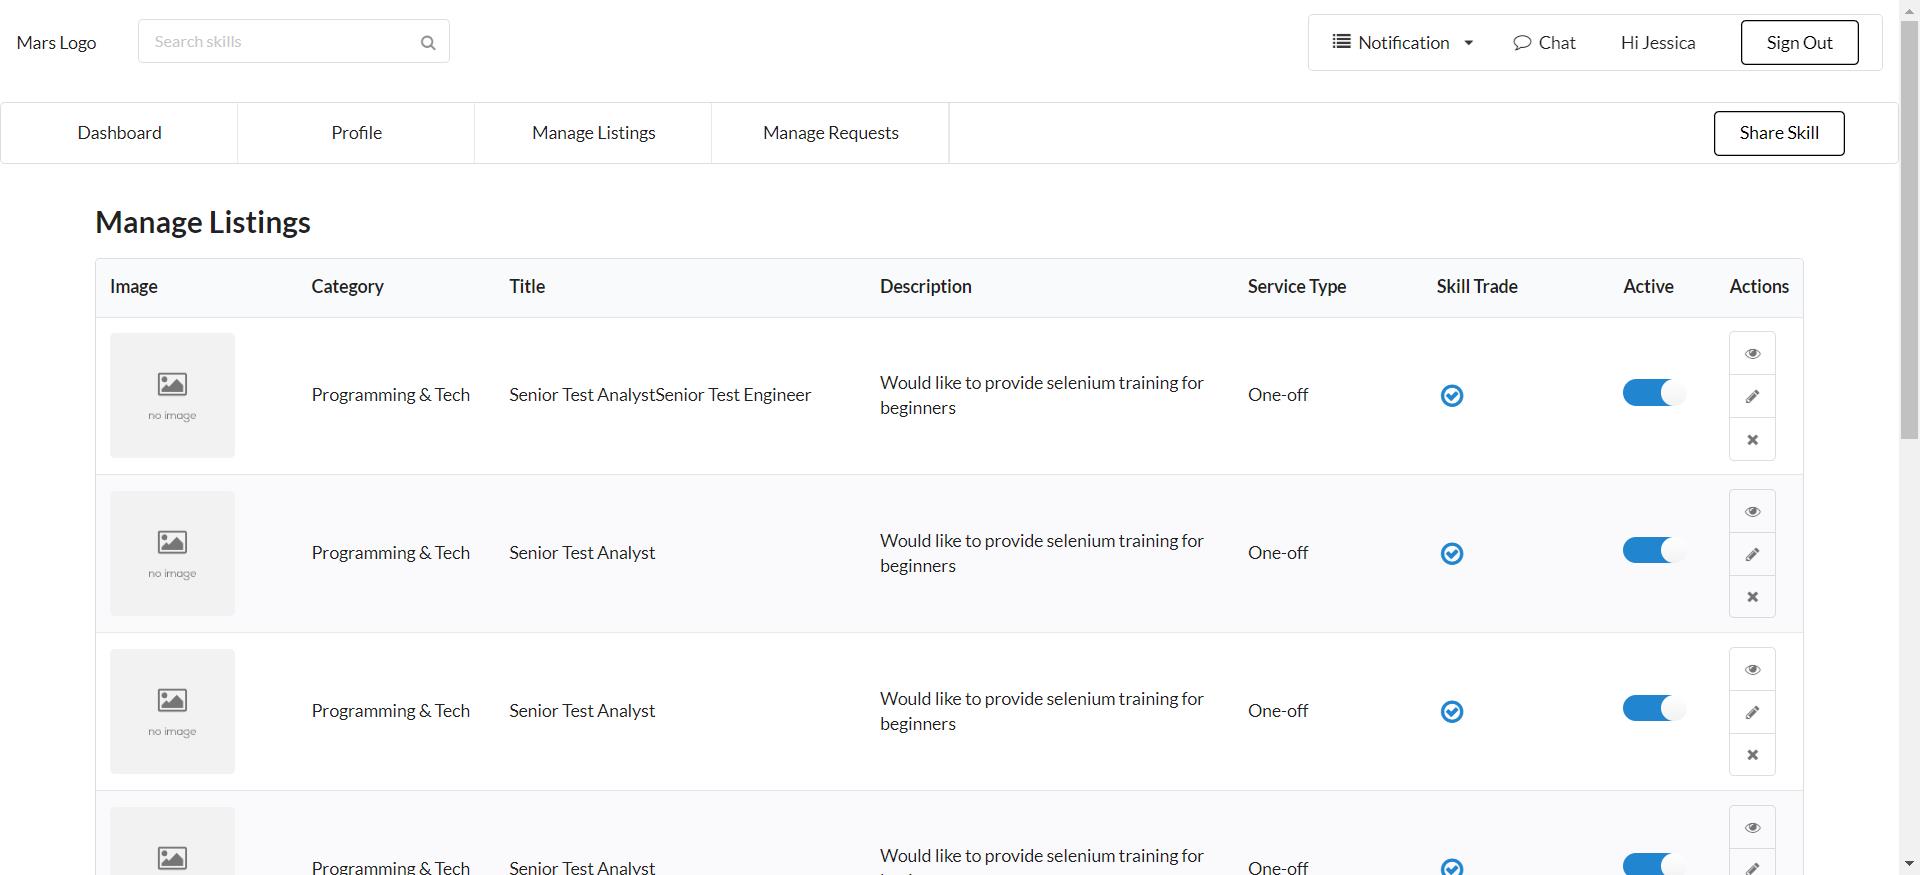 Mars Logo
Search skills
Notification
Chat
Hi Jessica
Sign Out
Dashboard
Profile
Manage Listings
Manage Requests
Share Skill
Manage Listings
Image Category Title Description Service Type Skill Trade Active Actions
no image
Programming & Tech
Senior Test AnalystSenior Test Engineer
Would like to provide selenium training for
beginners
One-off
no image
Programming & Tech
Senior Test Analyst
Would like to provide selenium training for
beginners
One-off
no image
Programming & Tech
Senior Test Analyst
Would like to provide selenium training for
beginners
One-off
Programming & Tech
Senior Test Analyst
Would like to provide selenium training for
One-off